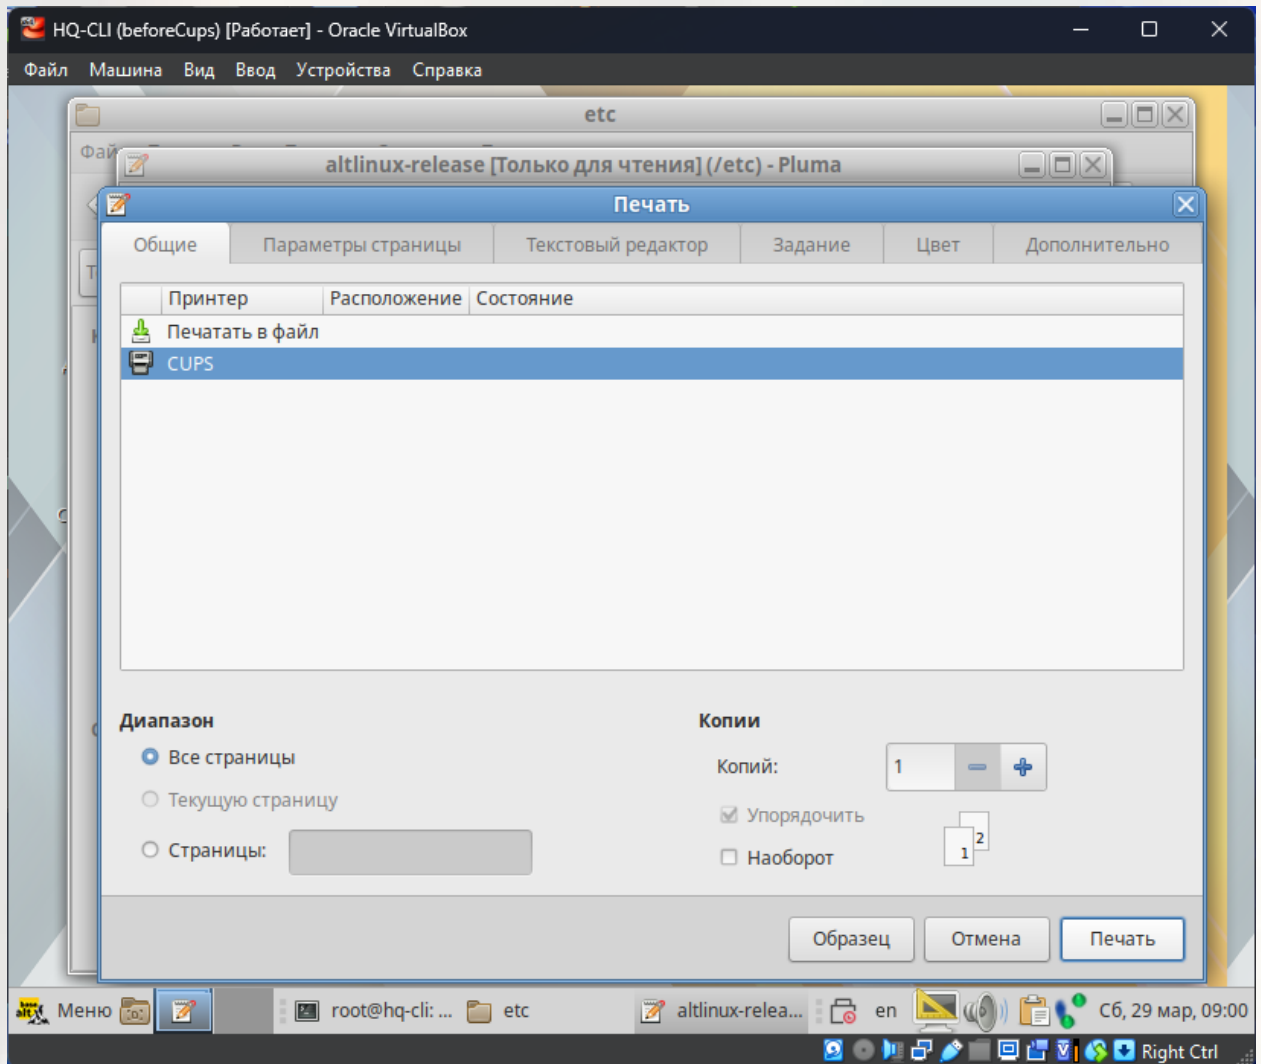 HQ-CLI (beforeCups) [Работает] - Oracle VirtualBox
Файл Машина Вид Ввод Устройства Справка
etc
altlinux-release [Только для чтения] (/etc) - Pluma
Печать
Общие Параметры страницы Текстовый редактор Задание Цвет Дополнительно
Принтер Расположение Состояние
Печатать в файл
CUPS
Диапазон Копии
Все страницы
Копий: 1
Текущую страницу
Упорядочить
Страницы:
Наоборот
1 2
Образец Отмена Печать
Меню root@hq-cli: ... etc altlinux-relea... en Сб, 29 мар, 09:00
Right Ctrl